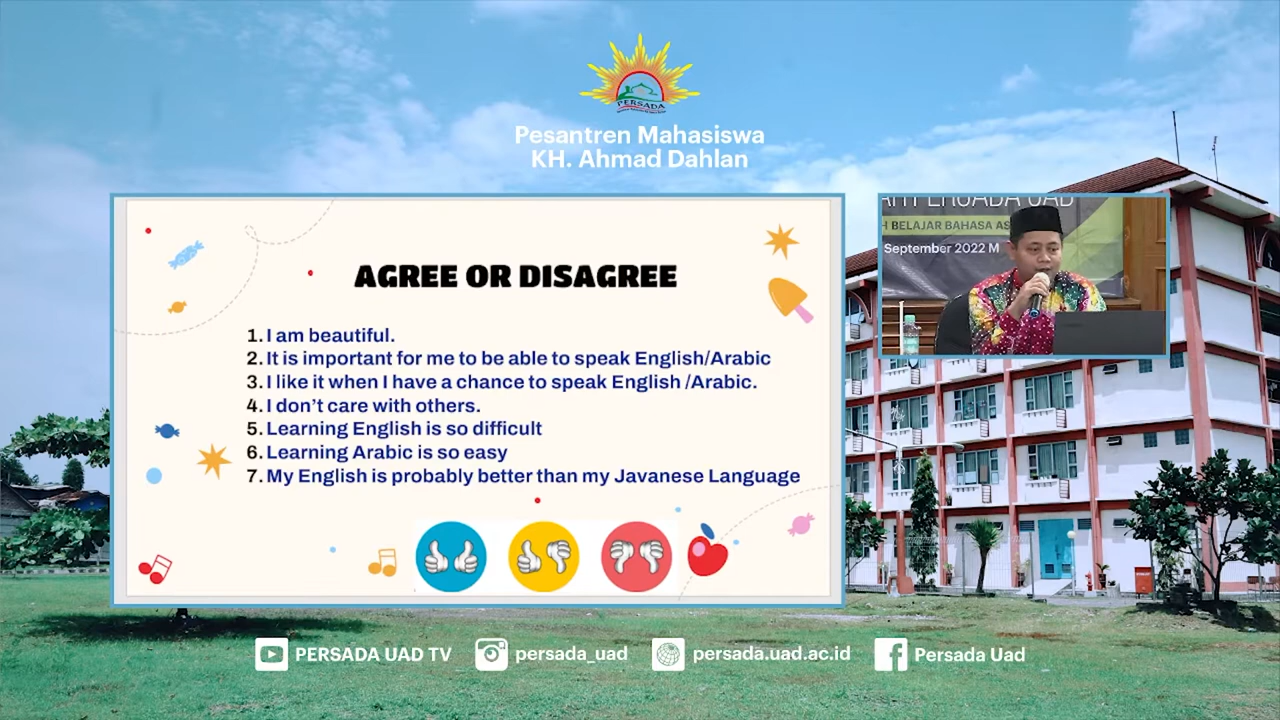 PERSADA
Pesantren Mahasiswa
KH. Ahmad Dahlan
AGREE OR DISAGREE
1. I am beautiful.
2. It is important for me to be able to speak English/Arabic
3. I like it when I have a chance to speak English /Arabic.
4. I don’t care with others.
5. Learning English is so difficult
6. Learning Arabic is so easy
7. My English is probably better than my Javanese Language
PERSADA UAD
BELAJAR BAHASA
September 2022 M
PERSADA UAD TV
persada_uad
persada.uad.ac.id
Persada Uad